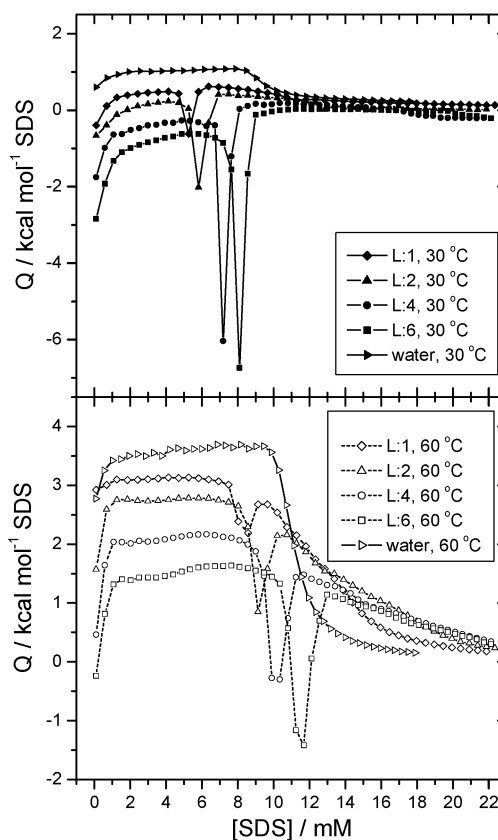 2
0
-2
-4
-6
Q / kcal mol⁻¹ SDS
L:1, 30 °C
L:2, 30 °C
L:4, 30 °C
L:6, 30 °C
water, 30 °C
4
3
2
1
0
-1
-2
Q / kcal mol⁻¹ SDS
L:1, 60 °C
L:2, 60 °C
L:4, 60 °C
L:6, 60 °C
water, 60 °C
0 2 4 6 8 10 12 14 16 18 20 22
[SDS] / mM